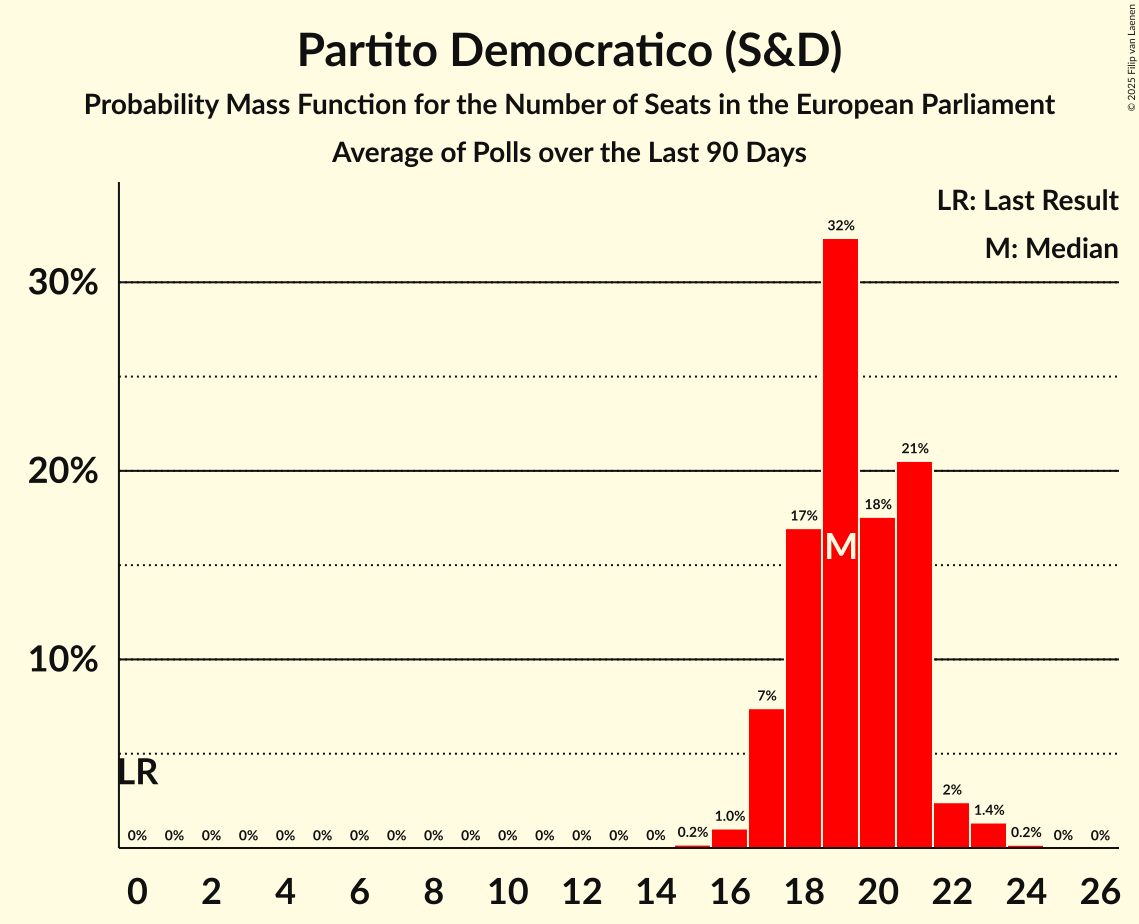 Partito Democratico (S&D)
Probability Mass Function for the Number of Seats in the European Parliament
Average of Polls over the Last 90 Days
© 2025 Filip van Laenen
LR: Last Result
M: Median
30%
20%
10%
LR
M
0% 0% 0% 0% 0% 0% 0% 0% 0% 0% 0% 0% 0% 0% 0% 0.2% 1.0% 7% 17% 32% 18% 21% 2% 1.4% 0.2% 0% 0%
0 2 4 6 8 10 12 14 16 18 20 22 24 26